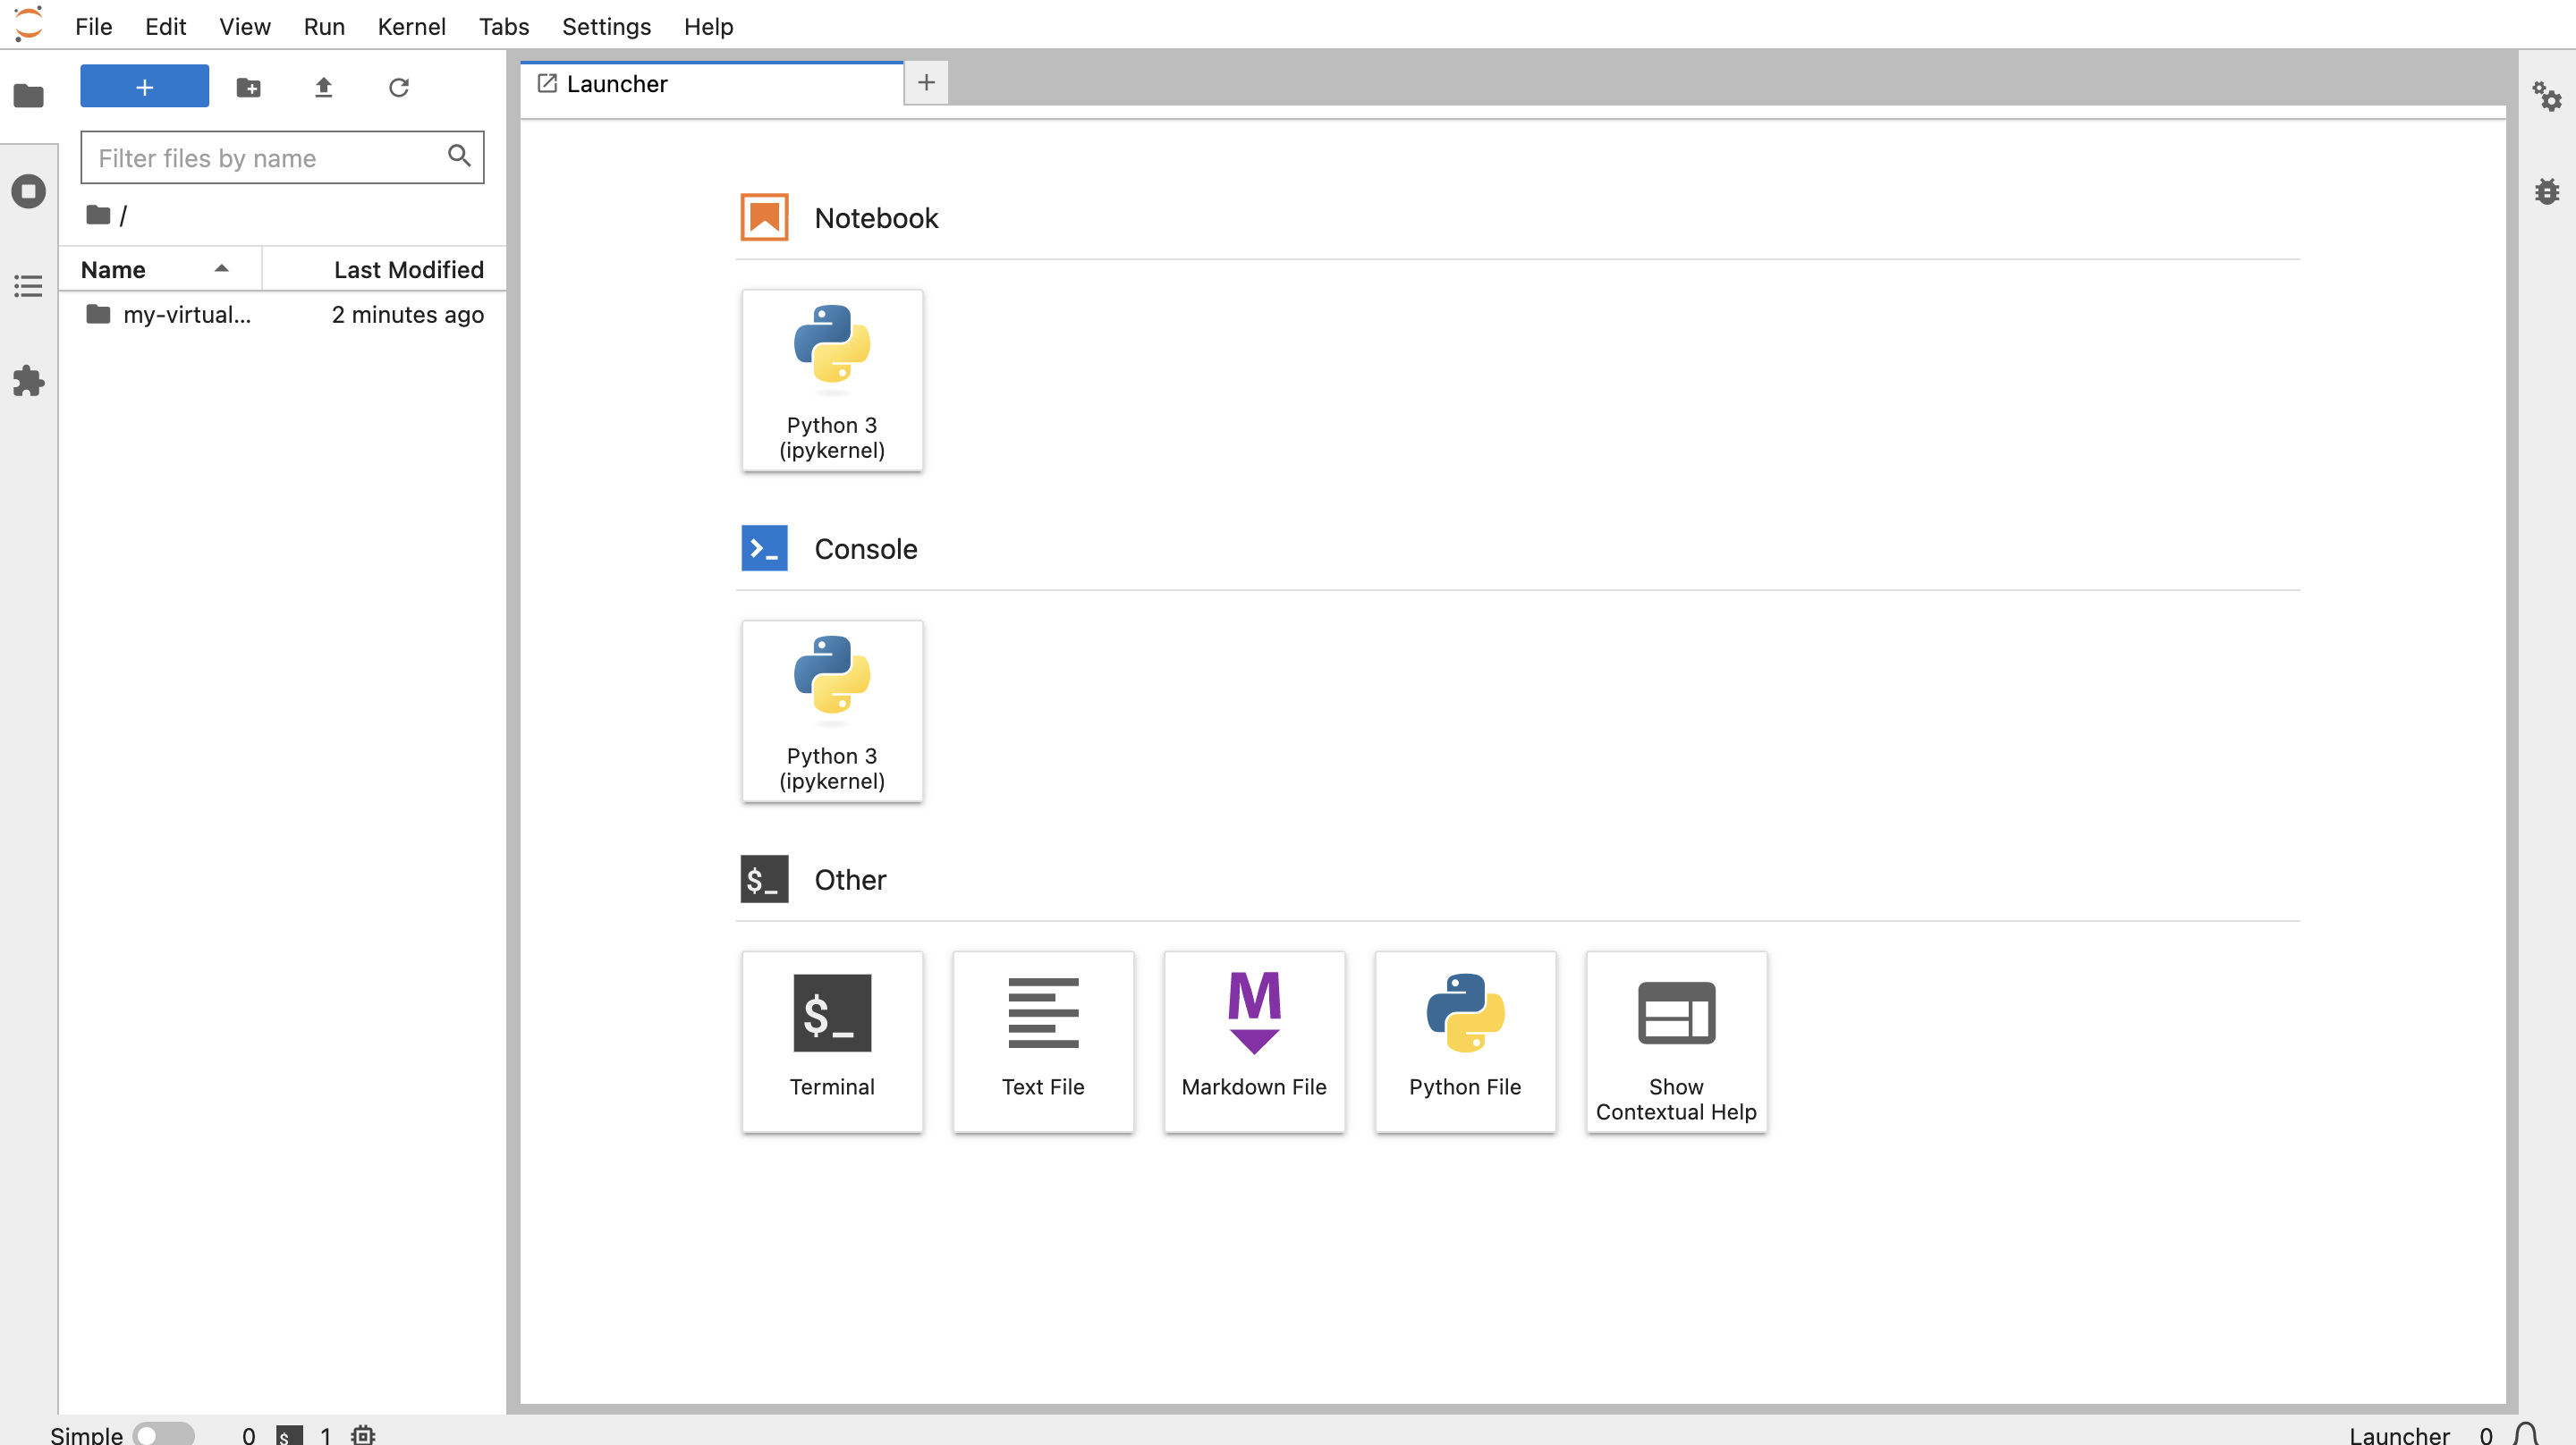 File Edit View Run Kernel Tabs Settings Help
+
Launcher
+
Filter files by name
/
Name Last Modified
my-virtual... 2 minutes ago
Notebook
Python 3
(ipykernel)
>_ Console
Python 3
(ipykernel)
$_ Other
$_
M
Terminal
Text File
Markdown File
Python File
Show
Contextual Help
Simple 0 $ 1
Launcher 0